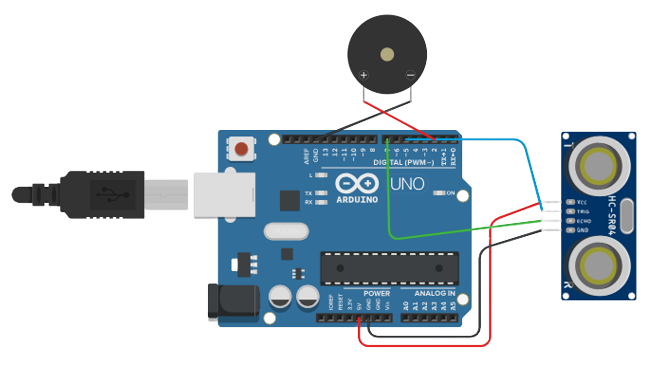 + −
AREF
GND
13
12
~11
~10
~9
8
7
~6
~5
4
~3
2
TX→1
RX←0
DIGITAL (PWM~)
L
TX
RX
ARDUINO
UNO
ON
POWER
ANALOG IN
IOREF
RESET
3.3V
5V
GND
GND
Vin
A0
A1
A2
A3
A4
A5
HC-SR04
VCC
TRIG
ECHO
GND
R